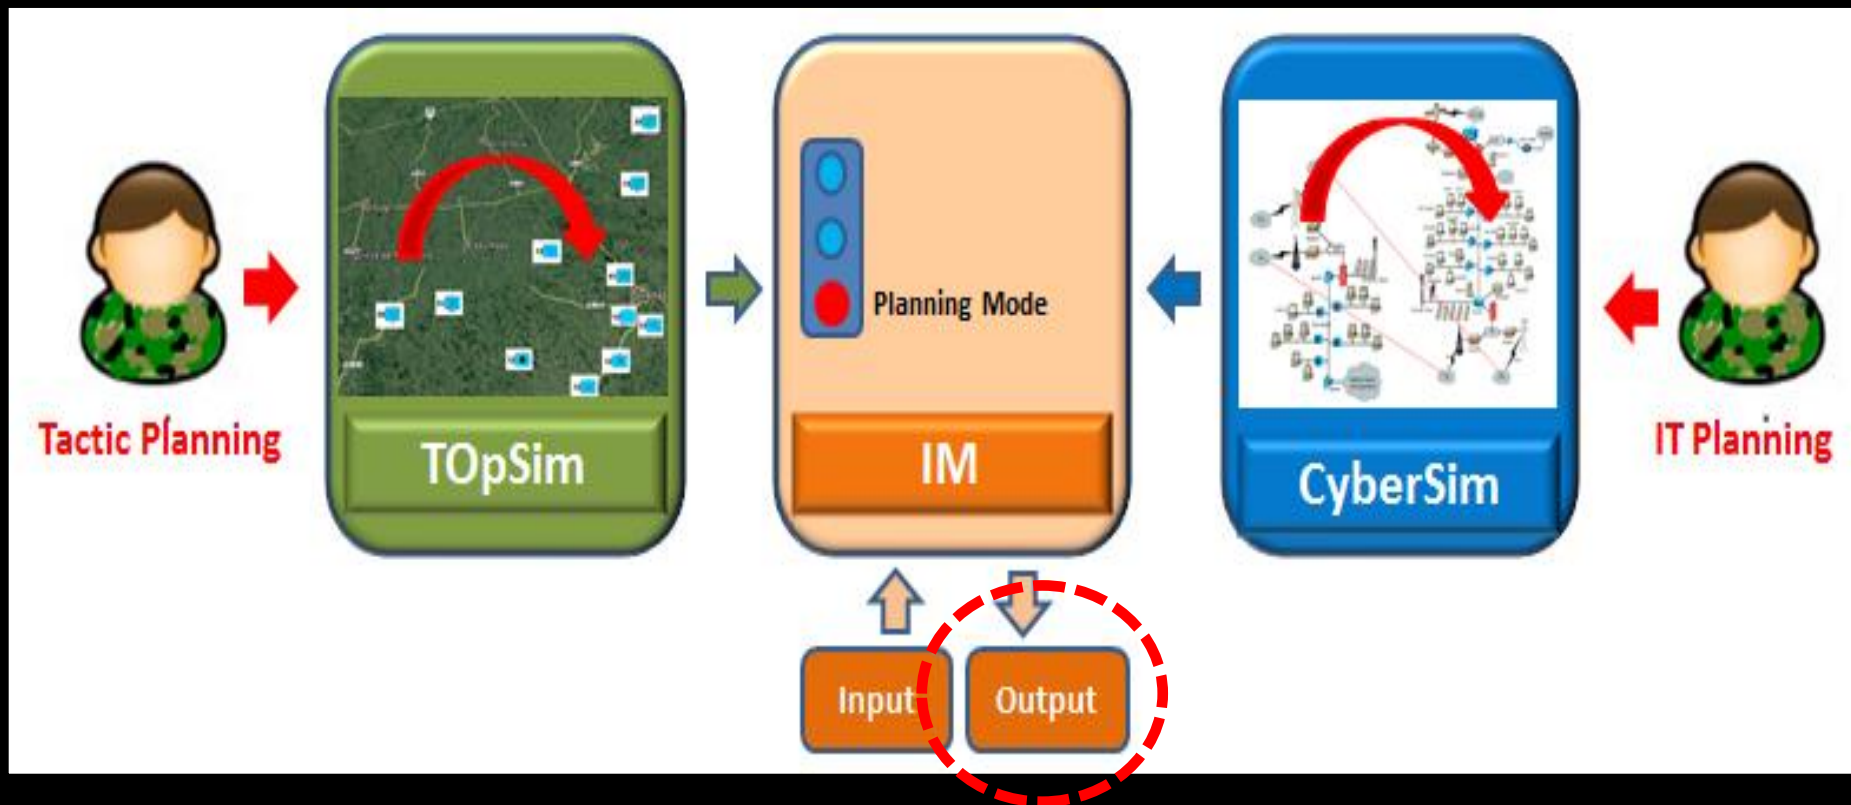 Planning Mode
Tactic Planning
TOpSim
IM
CyberSim
IT Planning
Input
Output